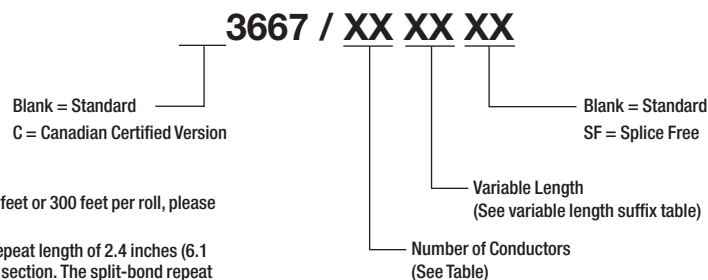 3667 / XX XX XX
Blank = Standard
C = Canadian Certified Version
Blank = Standard
SF = Splice Free
Variable Length
(See variable length suffix table)
Number of Conductors
(See Table)
feet or 300 feet per roll, please
epeat length of 2.4 inches (6.1
section. The split-bond repeat